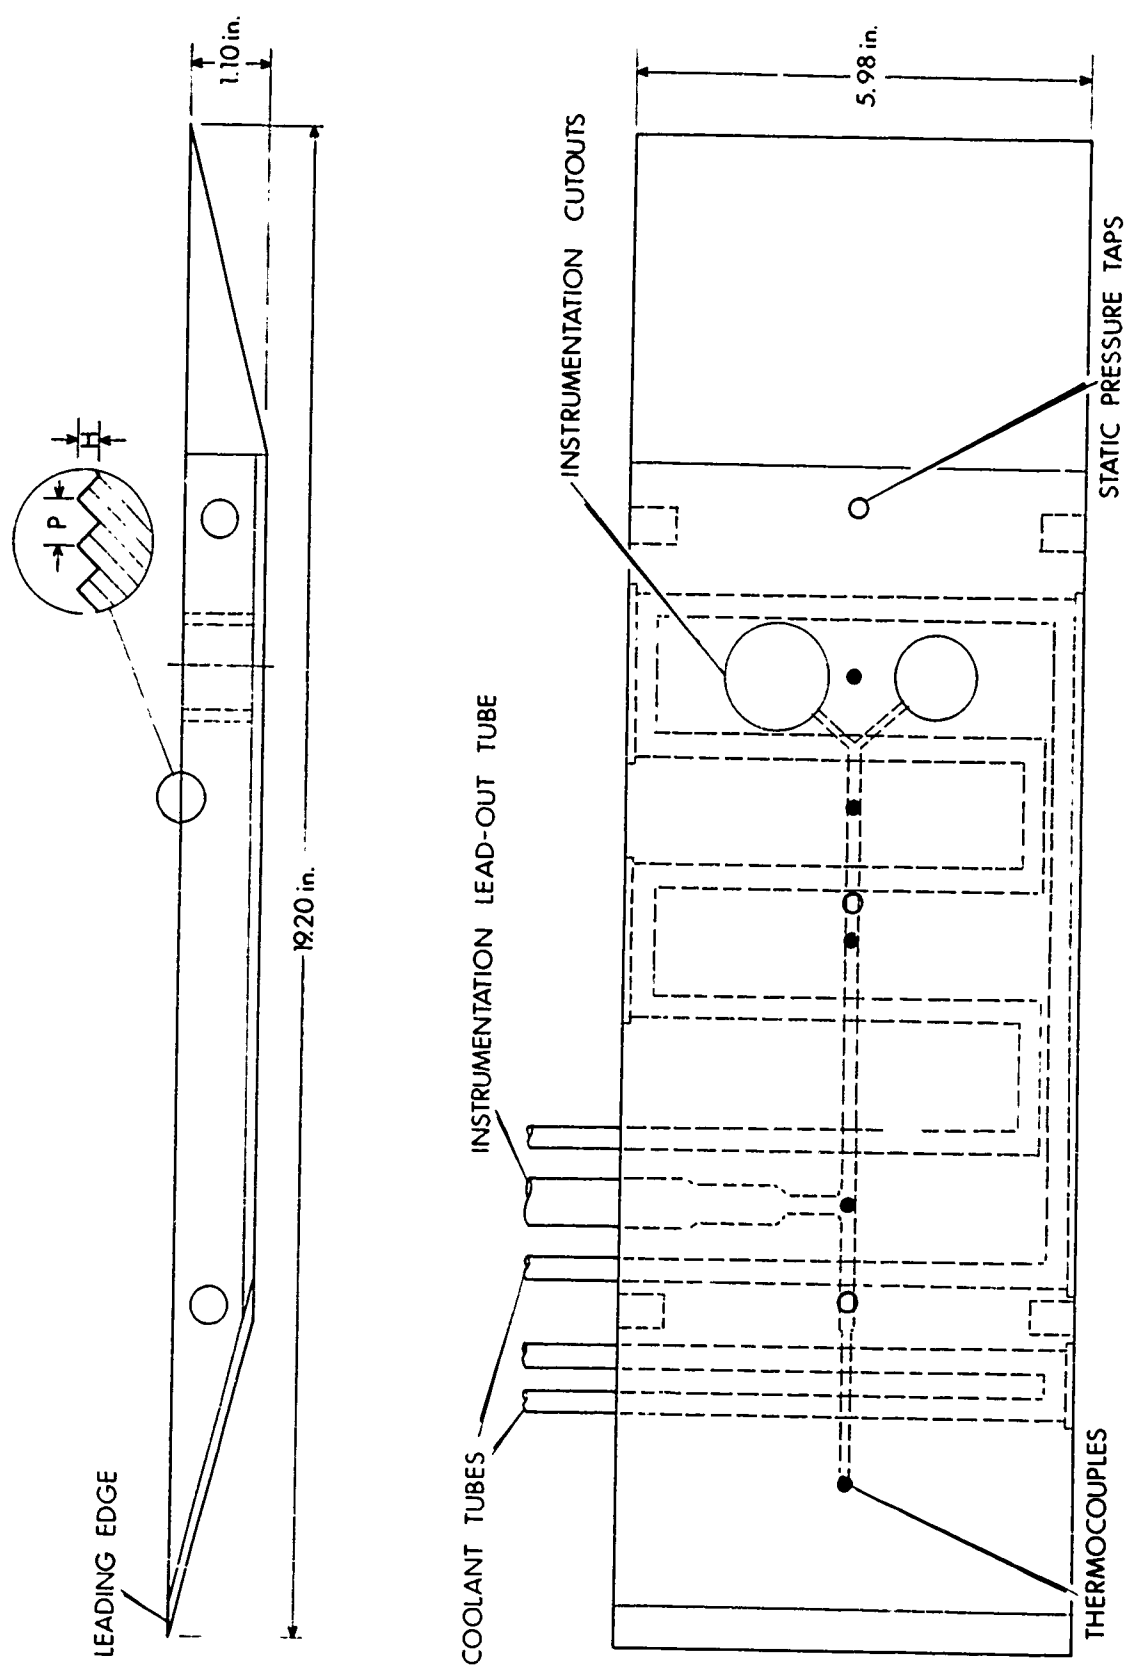 LEADING EDGE
19.20 in.
1.10 in.
P
H
COOLANT TUBES
INSTRUMENTATION LEAD-OUT TUBE
INSTRUMENTATION CUTOUTS
5.98 in.
THERMOCOUPLES
STATIC PRESSURE TAPS